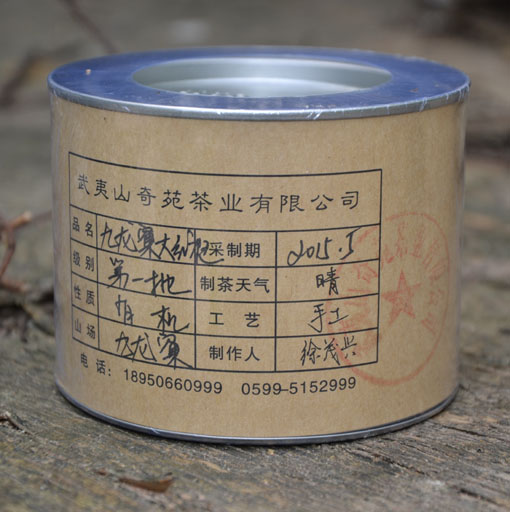 武夷山奇苑茶业有限公司
品名 九龙窠大红袍 采制期 2015.5
级别 第一地 制茶天气 晴
性质 有机 工艺 手工
山场 九龙窠 制作人 徐茂兴
电话: 18950660999 0599-5152999